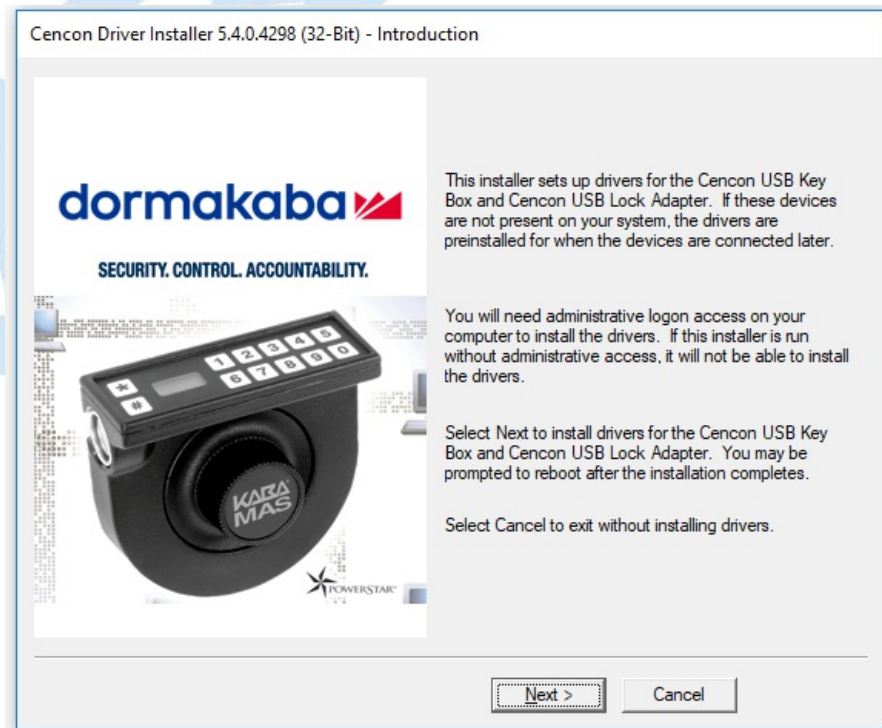 Cencon Driver Installer 5.4.0.4298 (32-Bit) - Introduction
dormakaba
SECURITY. CONTROL. ACCOUNTABILITY.
* 1 2 3 4 5
# 6 7 8 9 0
KABA
MAS
POWERSTAR
This installer sets up drivers for the Cencon USB Key
Box and Cencon USB Lock Adapter. If these devices
are not present on your system, the drivers are
preinstalled for when the devices are connected later.
You will need administrative logon access on your
computer to install the drivers. If this installer is run
without administrative access, it will not be able to install
the drivers.
Select Next to install drivers for the Cencon USB Key
Box and Cencon USB Lock Adapter. You may be
prompted to reboot after the installation completes.
Select Cancel to exit without installing drivers.
Next >
Cancel